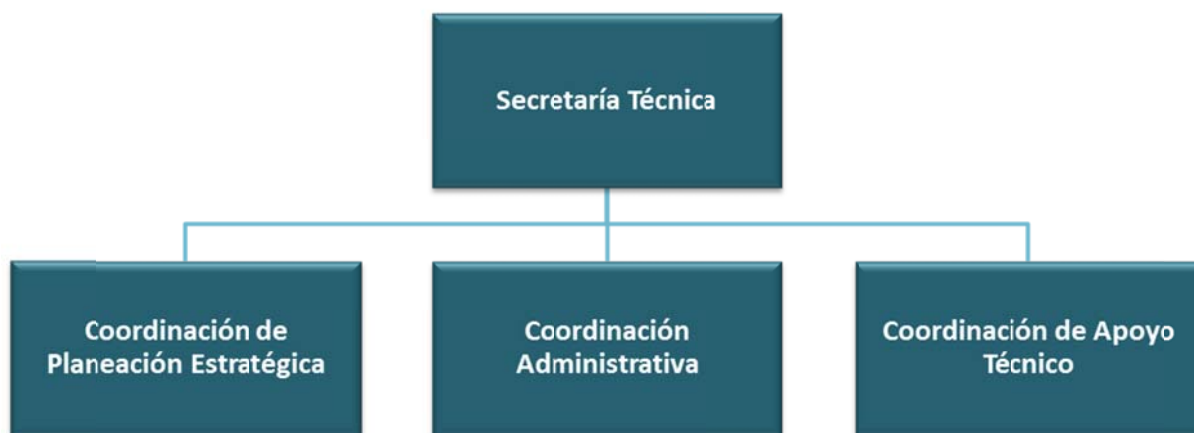 Secretaría Técnica
Coordinación de
Planeación Estratégica
Coordinación
Administrativa
Coordinación de Apoyo
Técnico